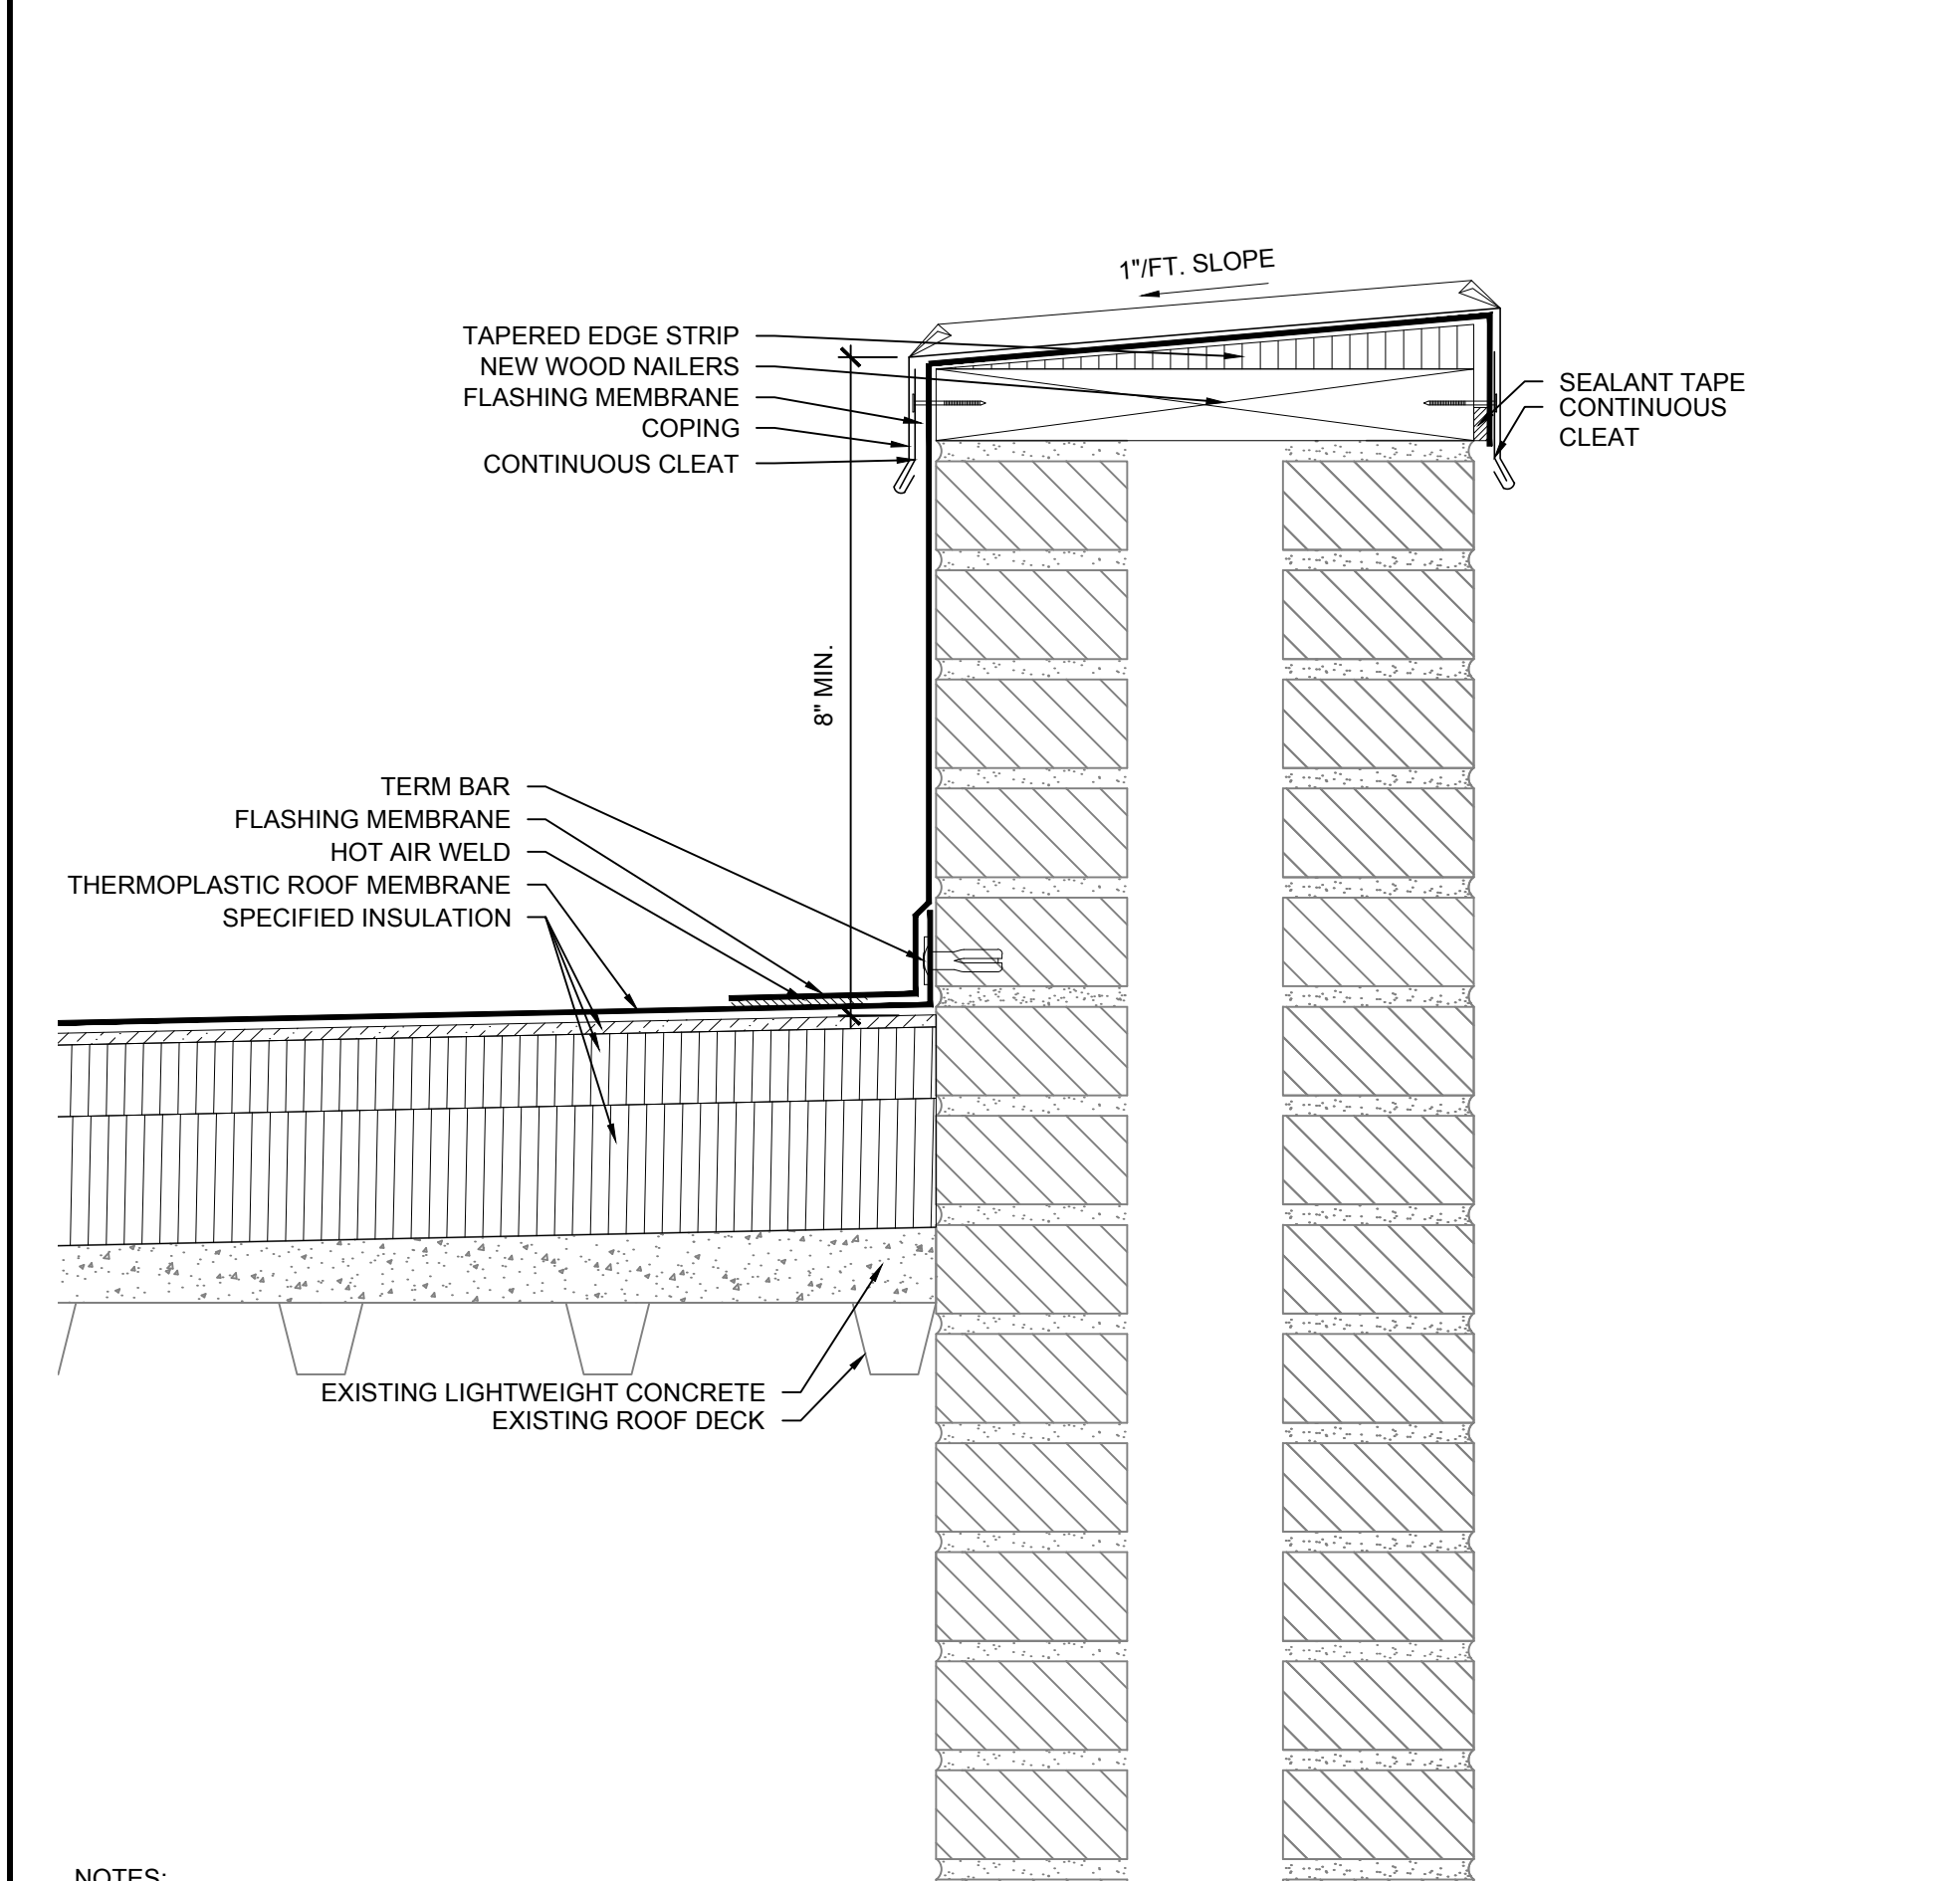 1"/FT. SLOPE
TAPERED EDGE STRIP
NEW WOOD NAILERS
FLASHING MEMBRANE
COPING
CONTINUOUS CLEAT
SEALANT TAPE
CONTINUOUS
CLEAT
8" MIN.
TERM BAR
FLASHING MEMBRANE
HOT AIR WELD
THERMOPLASTIC ROOF MEMBRANE
SPECIFIED INSULATION
EXISTING LIGHTWEIGHT CONCRETE
EXISTING ROOF DECK
NOTES: